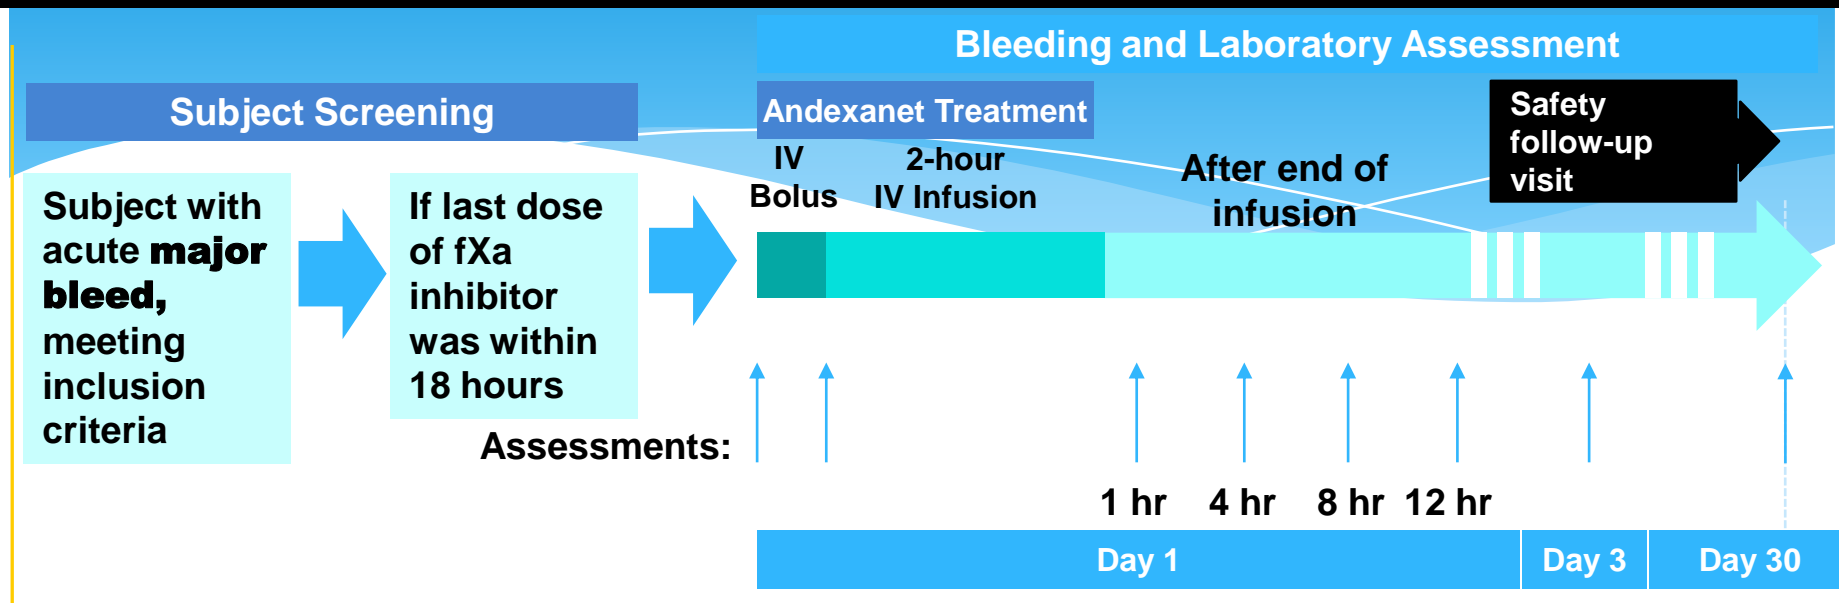 Bleeding and Laboratory Assessment
Subject Screening
Andexanet Treatment
Safety
follow-up
visit
IV
Bolus
2-hour
IV Infusion
After end of
infusion
Subject with
acute major
bleed,
meeting
inclusion
criteria
If last dose
of fXa
inhibitor
was within
18 hours
Assessments:
1 hr
4 hr
8 hr
12 hr
Day 1
Day 3
Day 30